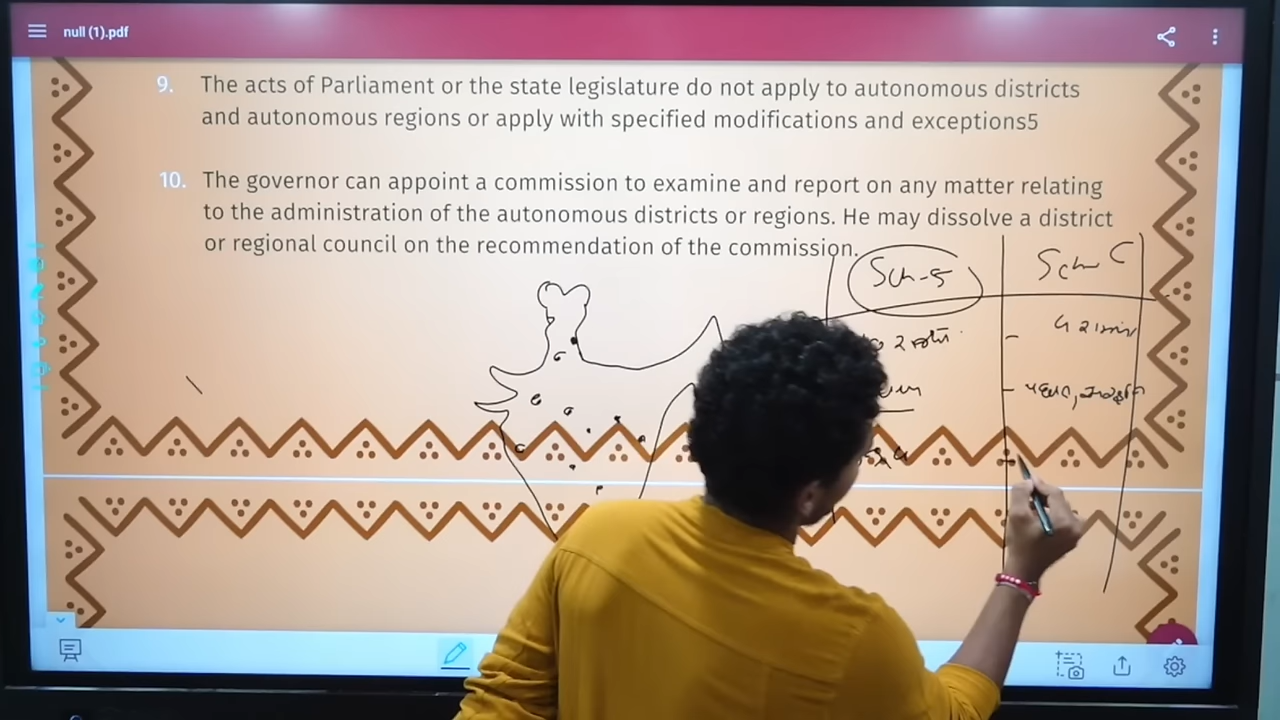 null (1).pdf
9. The acts of Parliament or the state legislature do not apply to autonomous districts
and autonomous regions or apply with specified modifications and exceptions5
10. The governor can appoint a commission to examine and report on any matter relating
to the administration of the autonomous districts or regions. He may dissolve a district
or regional council on the recommendation of the commission.
Sch-5